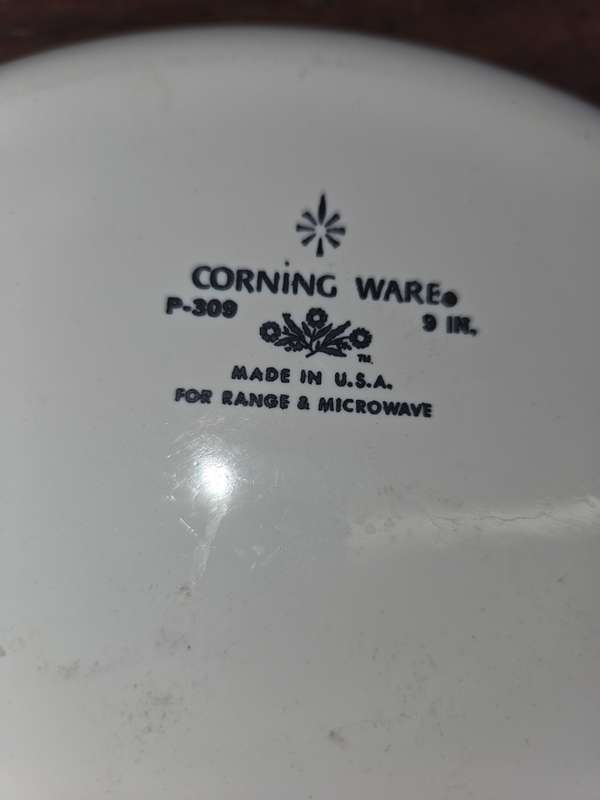 CORNiNG WARE®
P-309 9 IN.
TM.
MADE IN U.S.A.
FOR RANGE & MICROWAVE